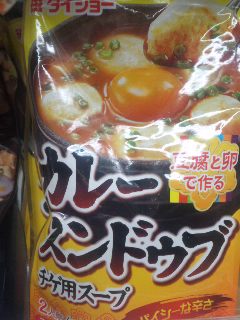 ダイショー
豆腐と卵
で作る
カレー
スンドゥブ
チゲ用スープ
パイシーな辛さ